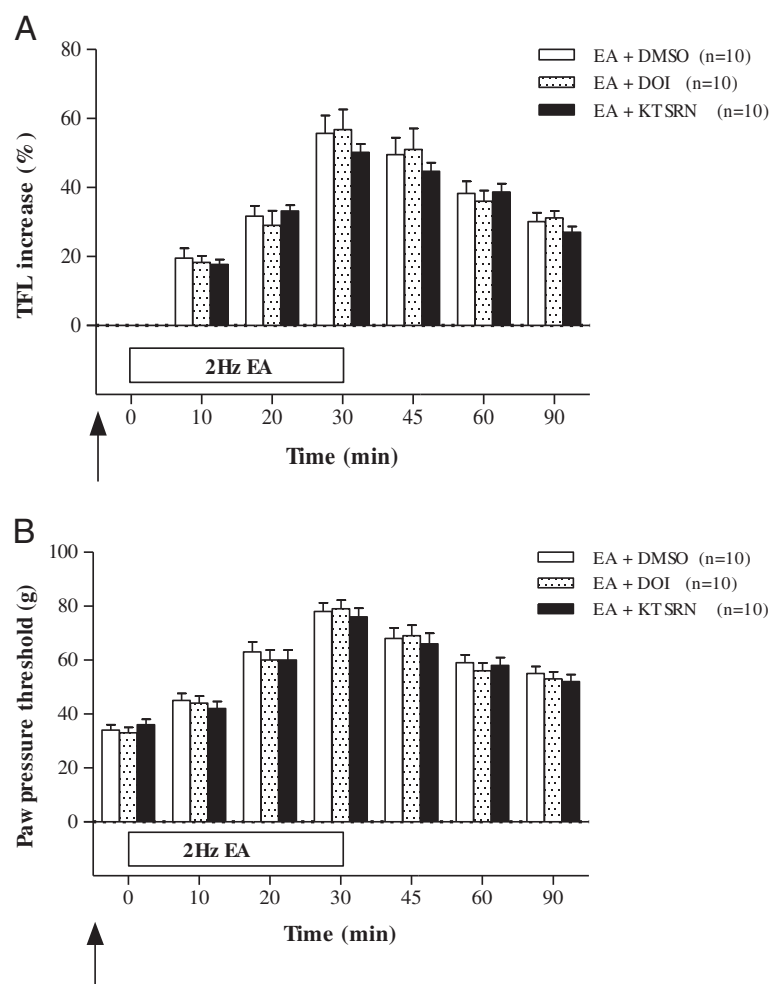 A
80
60
40
20
0
TFL increase (%)
EA + DMSO (n=10)
EA + DOI (n=10)
EA + KTSRN (n=10)
2Hz EA
0 10 20 30 45 60 90
Time (min)
B
100
80
60
40
20
0
Paw pressure threshold (g)
EA + DMSO (n=10)
EA + DOI (n=10)
EA + KTSRN (n=10)
2Hz EA
0 10 20 30 45 60 90
Time (min)